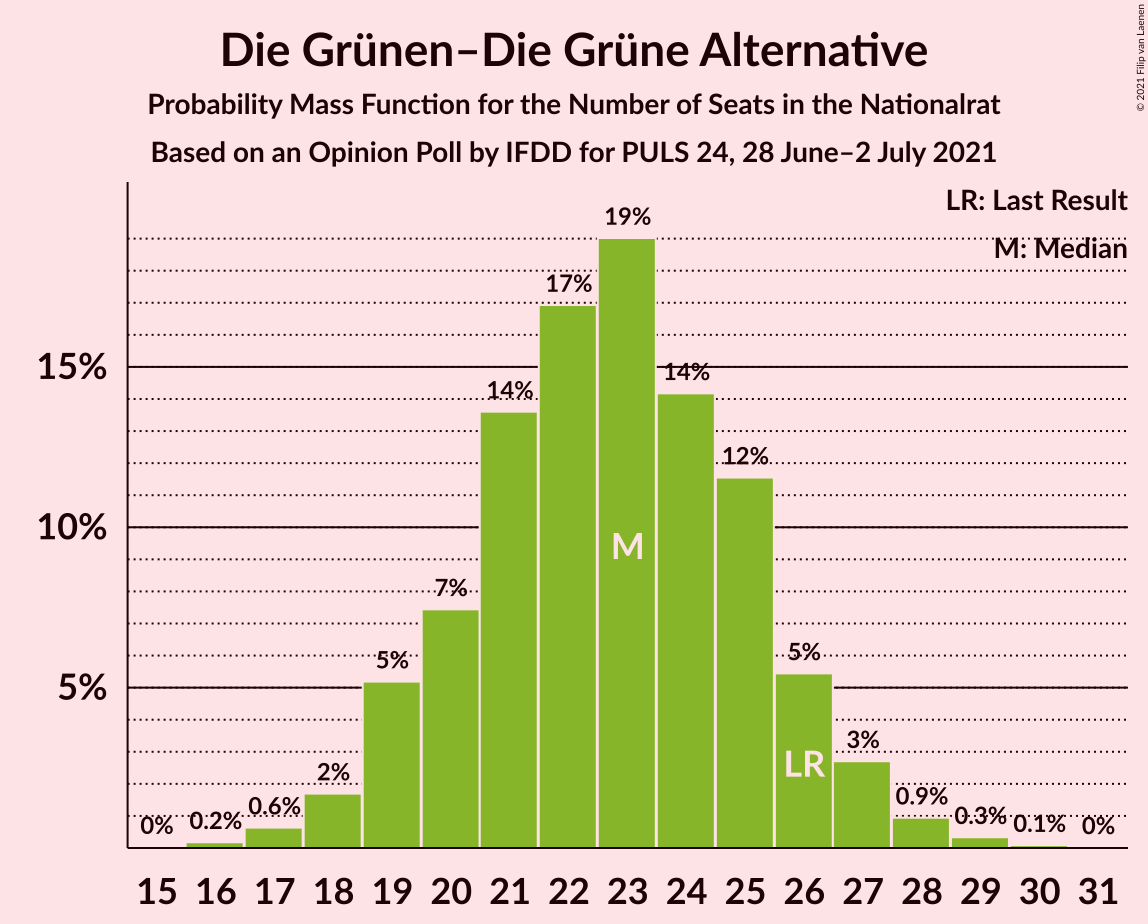 Die Grünen–Die Grüne Alternative
Probability Mass Function for the Number of Seats in the Nationalrat
Based on an Opinion Poll by IFDD for PULS 24, 28 June–2 July 2021
© 2021 Filip van Laenen
LR: Last Result
M: Median
15%
10%
5%
0%
0.2%
0.6%
2%
5%
7%
14%
17%
19%
14%
12%
5%
3%
0.9%
0.3%
0.1%
0%
M
LR
15 16 17 18 19 20 21 22 23 24 25 26 27 28 29 30 31